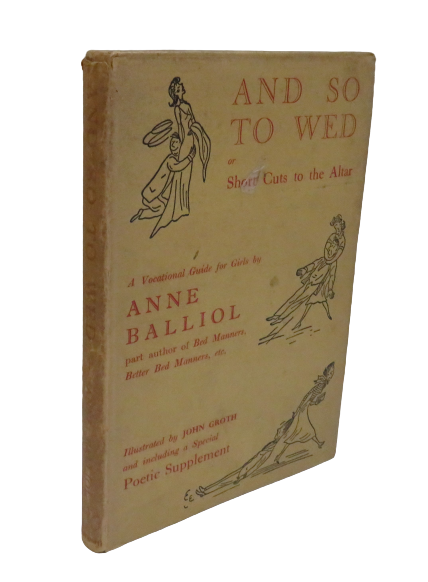 AND SO
TO WED
or
Short Cuts to the Altar
A Vocational Guide for Girls by
ANNE
BALLIOL
part author of Bed Manners,
Better Bed Manners, etc.
Illustrated by JOHN GROTH
and including a Special
Poetic Supplement